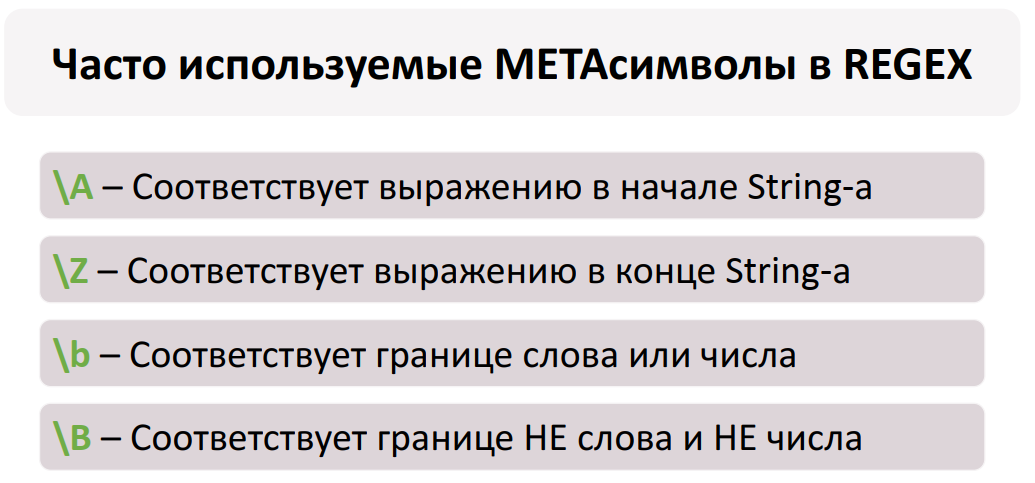 Часто используемые МЕТАсимволы в REGEX
\A – Соответствует выражению в начале String-а
\Z – Соответствует выражению в конце String-а
\b – Соответствует границе слова или числа
\B – Соответствует границе НЕ слова и НЕ числа